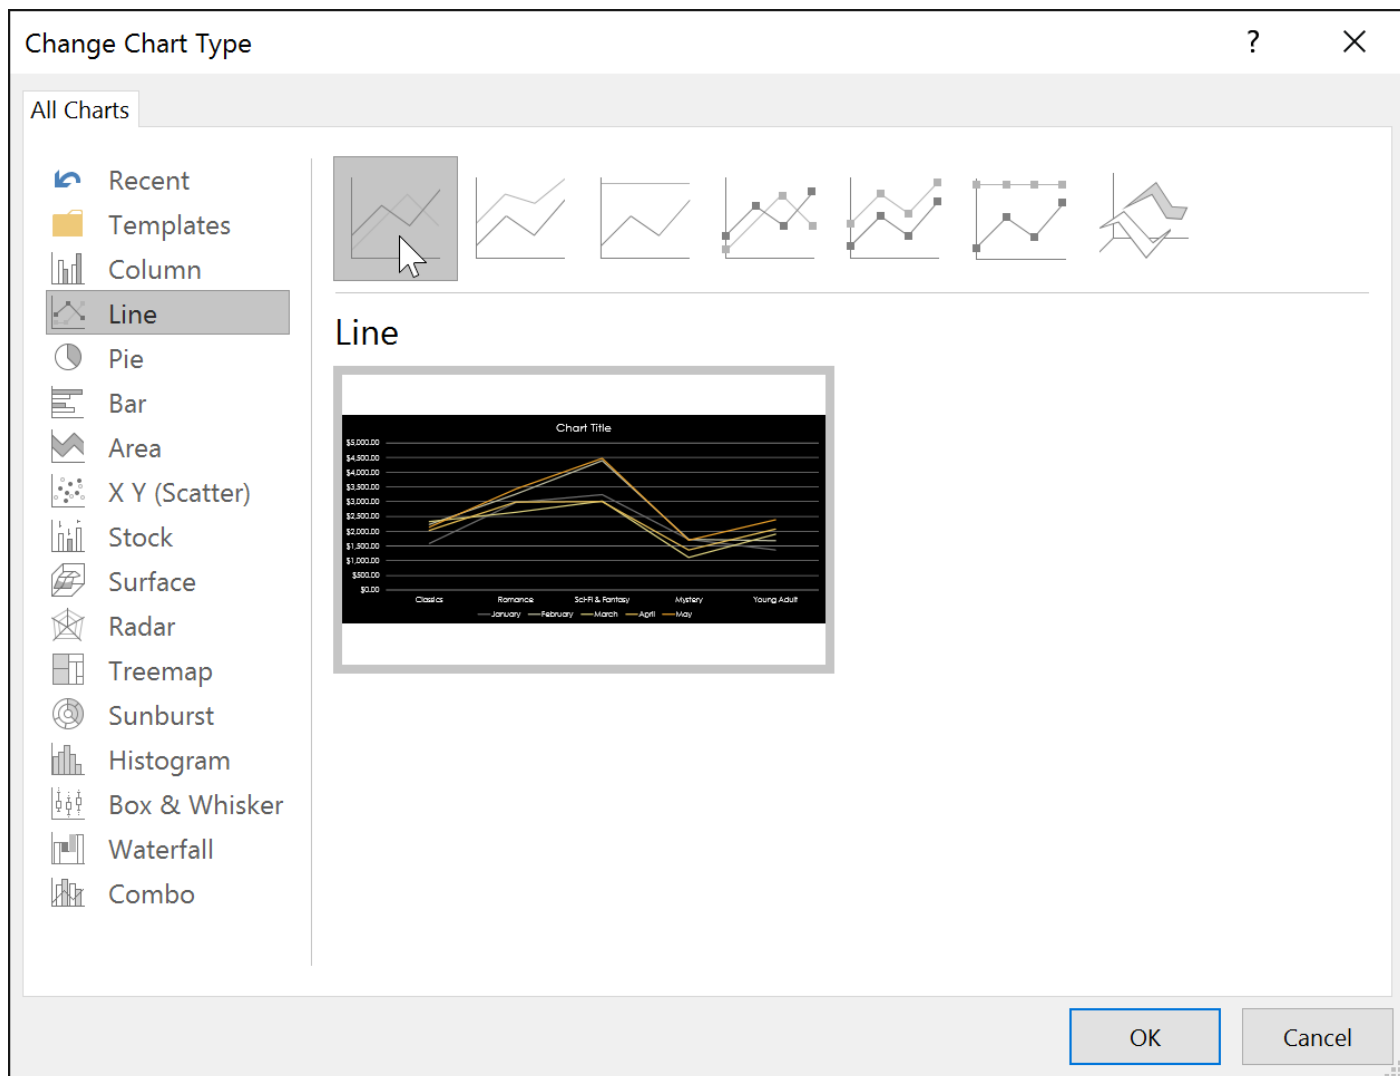 Change Chart Type
?
All Charts
Recent
Templates
Column
Line
Pie
Bar
Area
X Y (Scatter)
Stock
Surface
Radar
Treemap
Sunburst
Histogram
Box & Whisker
Waterfall
Combo
Line
Chart Title
$5,000.00
$4,500.00
$4,000.00
$3,500.00
$3,000.00
$2,500.00
$2,000.00
$1,500.00
$1,000.00
$500.00
$0.00
Classics Romance Sci-Fi & Fantasy Mystery Young Adult
January February March April May
OK Cancel